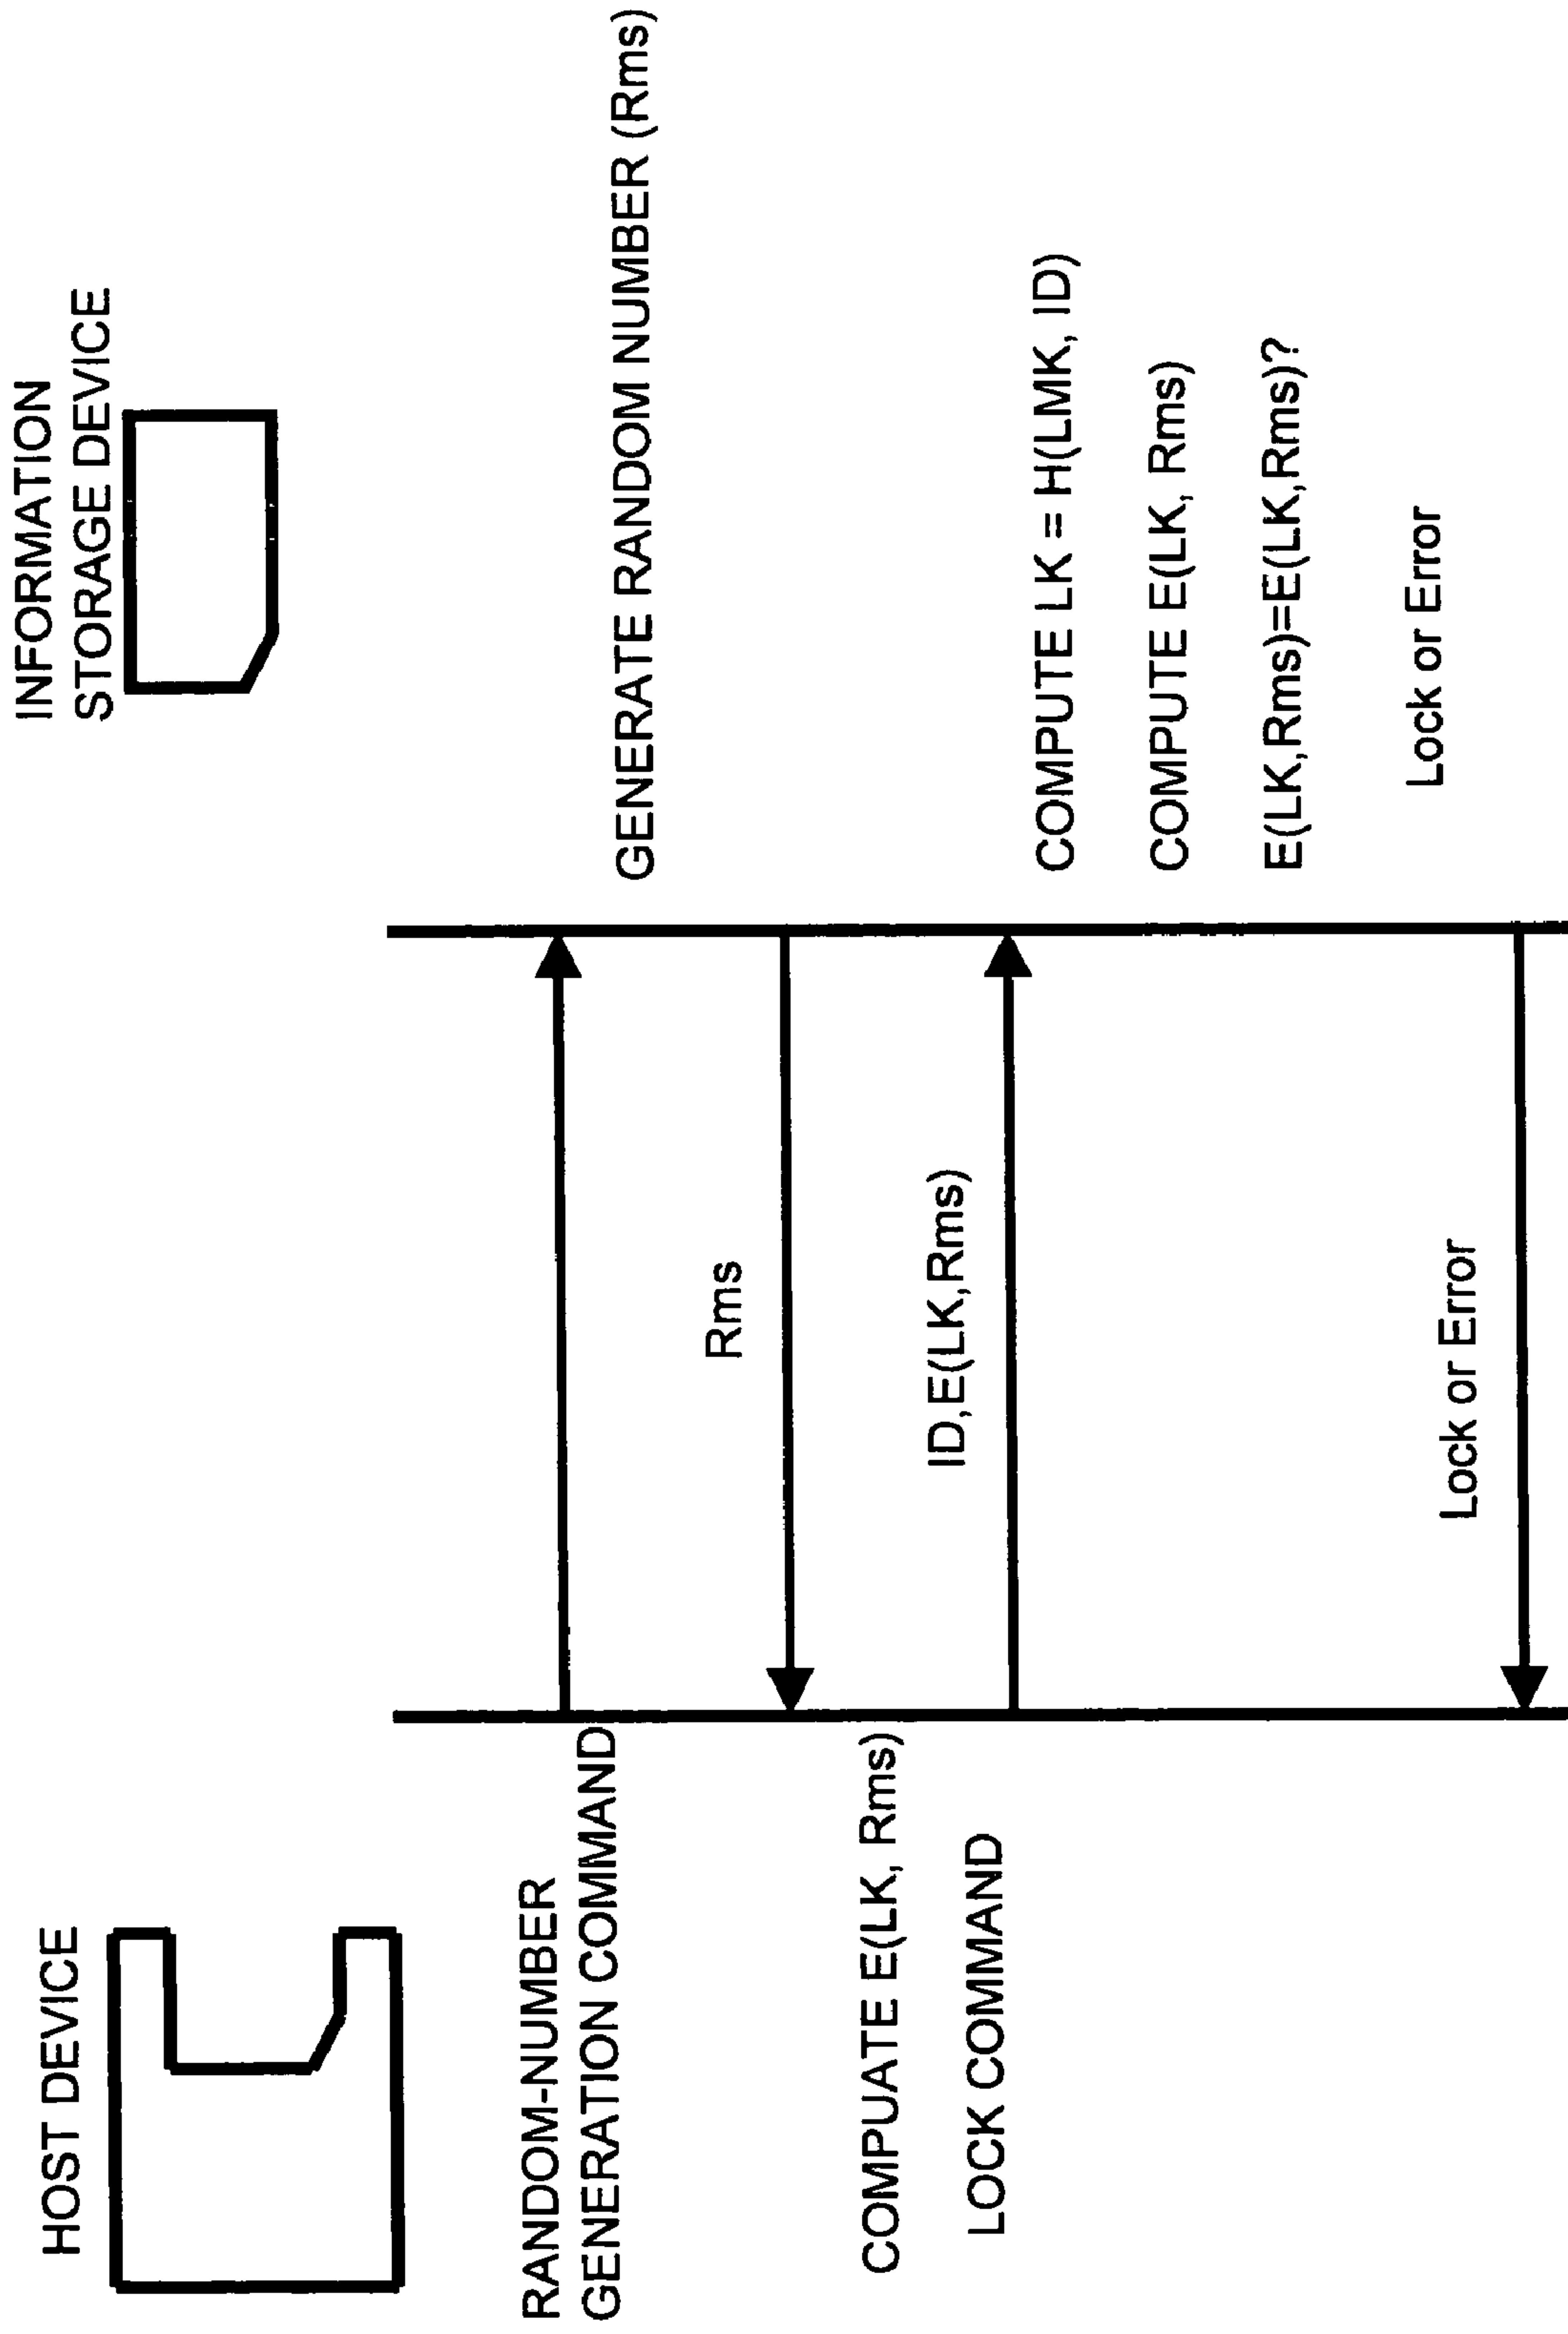 HOST DEVICE
INFORMATION
STORAGE DEVICE
RANDOM-NUMBER
GENERATION COMMAND
GENERATE RANDOM NUMBER (Rms)
Rms
COMPUATE E(LK, Rms)
LOCK COMMAND
ID,E(LK,Rms)
COMPUTE LK = H(LMK, ID)
COMPUTE E(LK, Rms)
E(LK,Rms)=E(LK,Rms)?
Lock or Error
Lock or Error